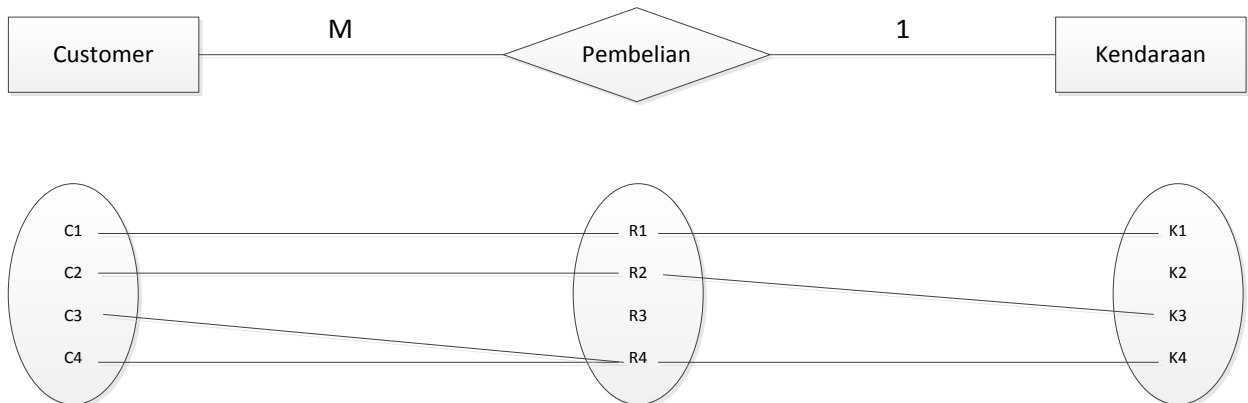 M 1
Customer Pembelian Kendaraan
C1 R1 K1
C2 R2 K2
C3 R3 K3
C4 R4 K4